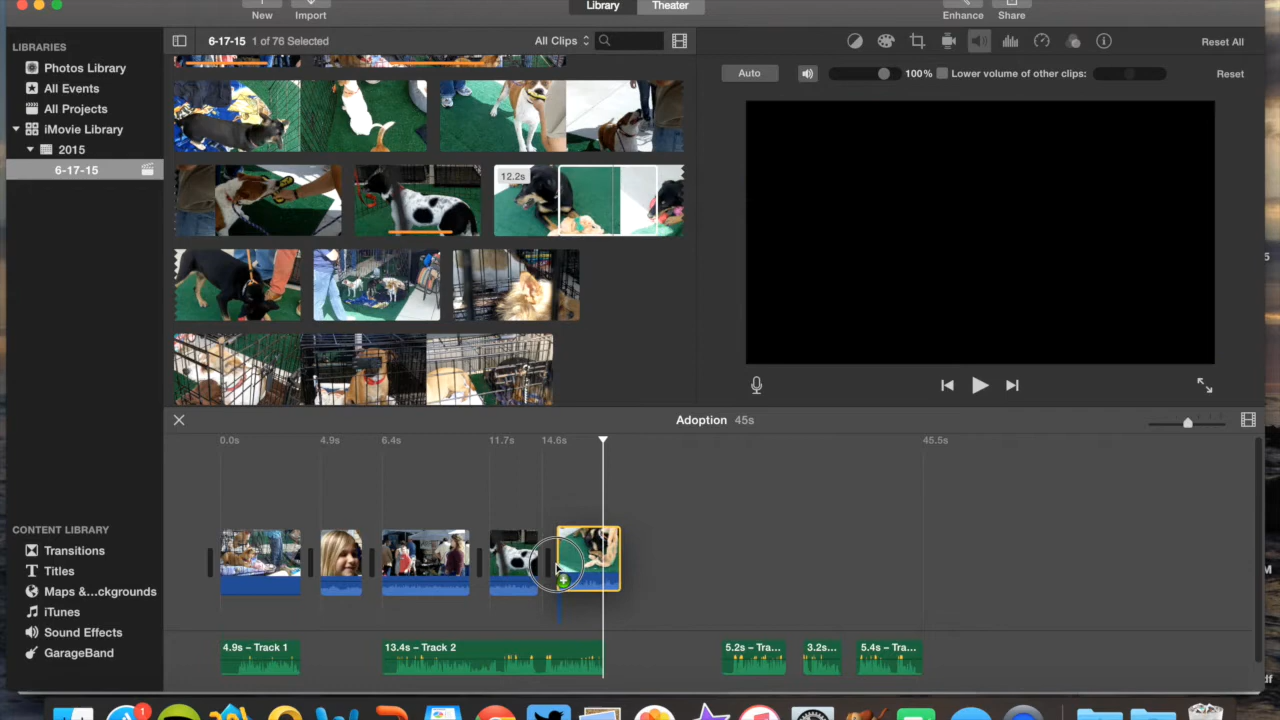 New Import
Library Theater
Enhance Share
LIBRARIES
Photos Library
All Events
All Projects
iMovie Library
2015
6-17-15
6-17-15 1 of 76 Selected
All Clips
Reset All
Auto
100%
Lower volume of other clips:
Reset
12.2s
Adoption 45s
0.0s 4.9s 6.4s 11.7s 14.6s 45.5s
CONTENT LIBRARY
Transitions
Titles
Maps &...ckgrounds
iTunes
Sound Effects
GarageBand
4.9s – Track 1
13.4s – Track 2
5.2s – Tra...
3.2s...
5.4s – Tra...
1